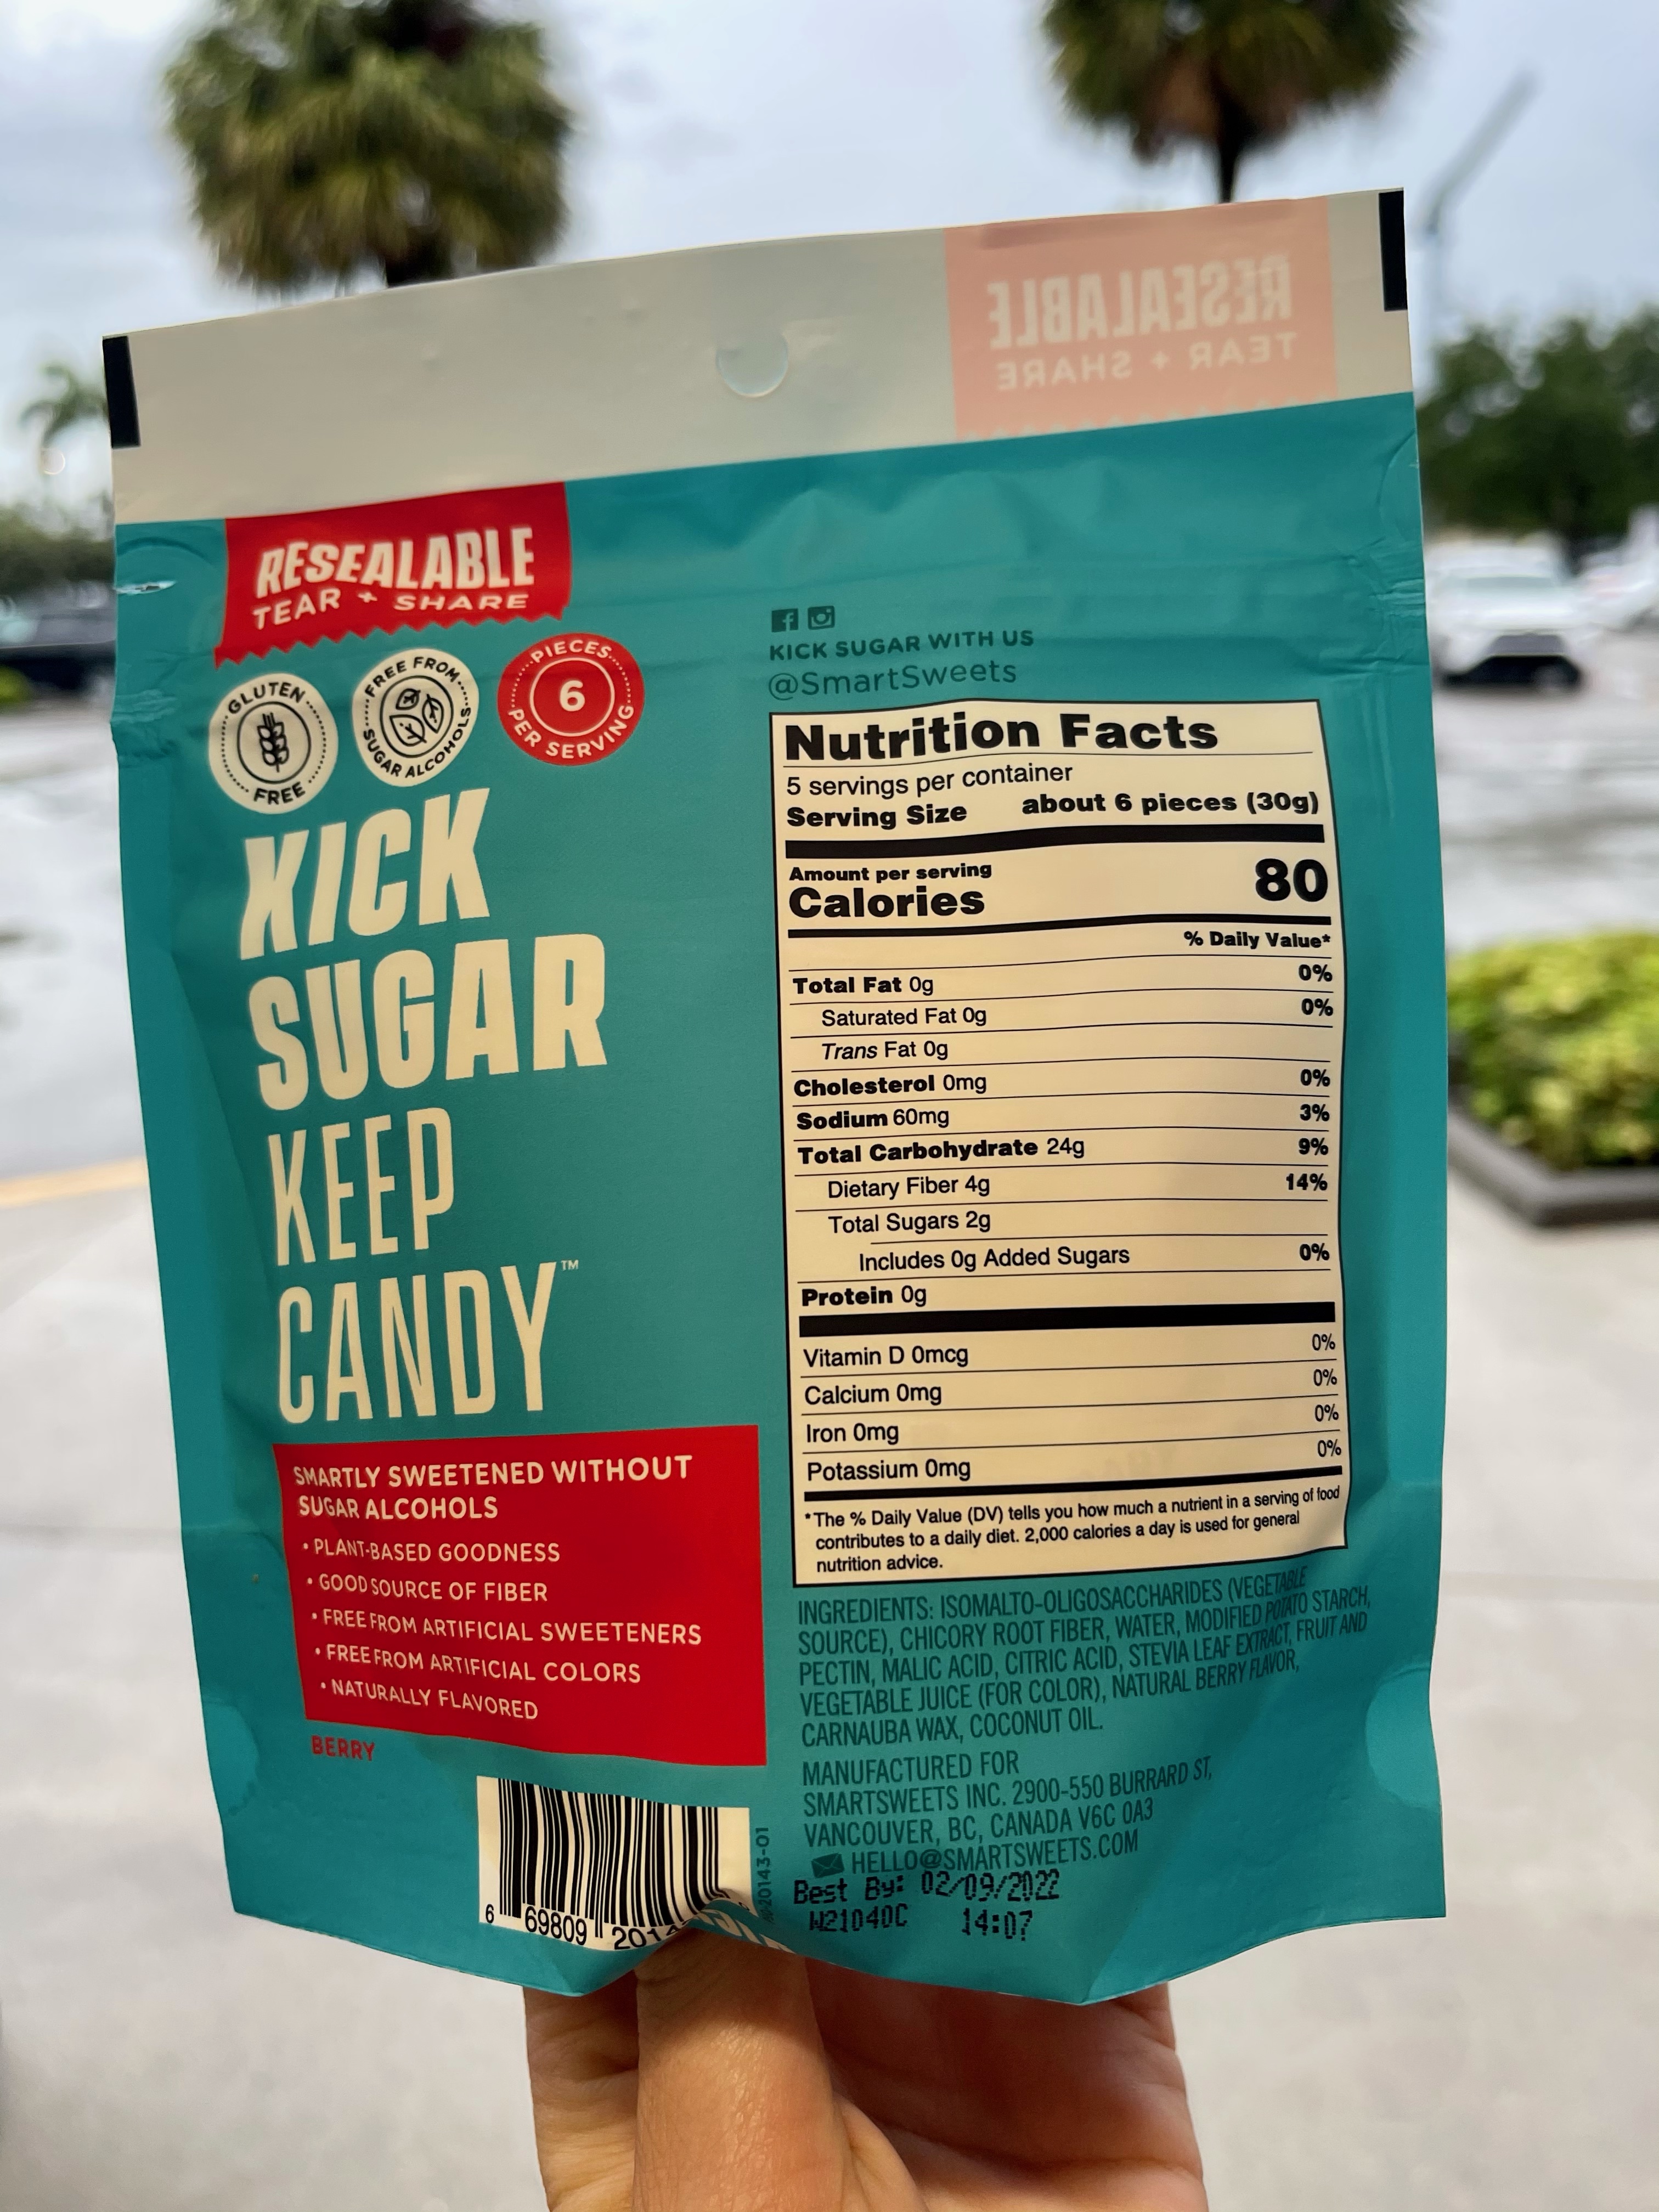 RESEALABLE
TEAR + SHARE
RESEALABLE
TEAR + SHARE
GLUTEN
FREE
FREE FROM
SUGAR ALCOHOLS
PIECES
6
PER SERVING
KICK
SUGAR
KEEP
CANDY™
SMARTLY SWEETENED WITHOUT
SUGAR ALCOHOLS
• PLANT-BASED GOODNESS
• GOOD SOURCE OF FIBER
• FREE FROM ARTIFICIAL SWEETENERS
• FREE FROM ARTIFICIAL COLORS
• NATURALLY FLAVORED
BERRY
6 69809 201
20143-01
KICK SUGAR WITH US
@SmartSweets
Nutrition Facts
5 servings per container
Serving Size about 6 pieces (30g)
Amount per serving
Calories 80
% Daily Value*
Total Fat 0g 0%
Saturated Fat 0g 0%
Trans Fat 0g
Cholesterol 0mg 0%
Sodium 60mg 3%
Total Carbohydrate 24g 9%
Dietary Fiber 4g 14%
Total Sugars 2g
Includes 0g Added Sugars 0%
Protein 0g
Vitamin D 0mcg 0%
Calcium 0mg 0%
Iron 0mg 0%
Potassium 0mg 0%
*The % Daily Value (DV) tells you how much a nutrient in a serving of food
contributes to a daily diet. 2,000 calories a day is used for general
nutrition advice.
INGREDIENTS: ISOMALTO-OLIGOSACCHARIDES (VEGETABLE
SOURCE), CHICORY ROOT FIBER, WATER, MODIFIED POTATO STARCH,
PECTIN, MALIC ACID, CITRIC ACID, STEVIA LEAF EXTRACT, FRUIT AND
VEGETABLE JUICE (FOR COLOR), NATURAL BERRY FLAVOR,
CARNAUBA WAX, COCONUT OIL.
MANUFACTURED FOR
SMARTSWEETS INC. 2900-550 BURRARD ST,
VANCOUVER, BC, CANADA V6C 0A3
HELLO@SMARTSWEETS.COM
Best By: 02/09/2022
W21040C 14:07